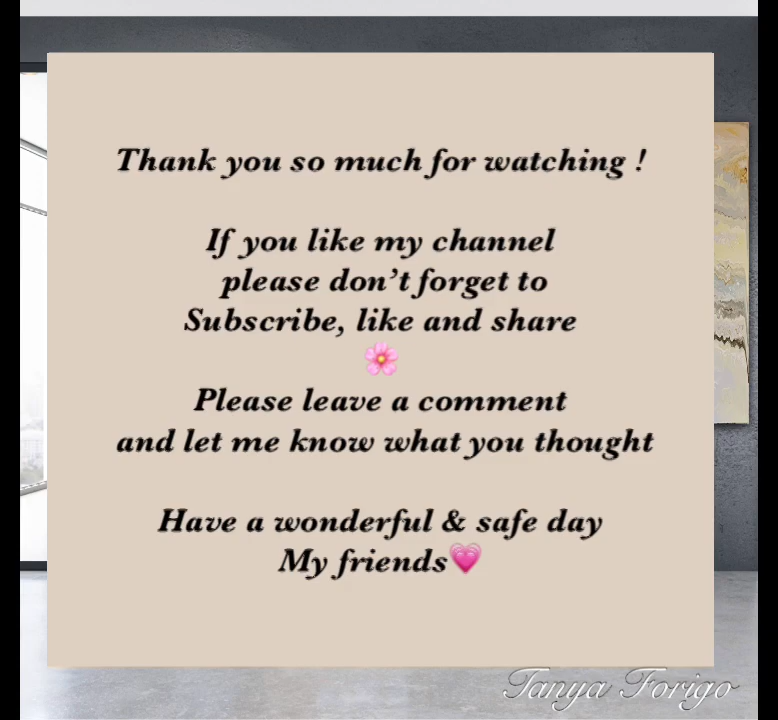 Thank you so much for watching !
If you like my channel
please don’t forget to
Subscribe, like and share
🌸
Please leave a comment
and let me know what you thought
Have a wonderful & safe day
My friends💗
Tanya Forigo